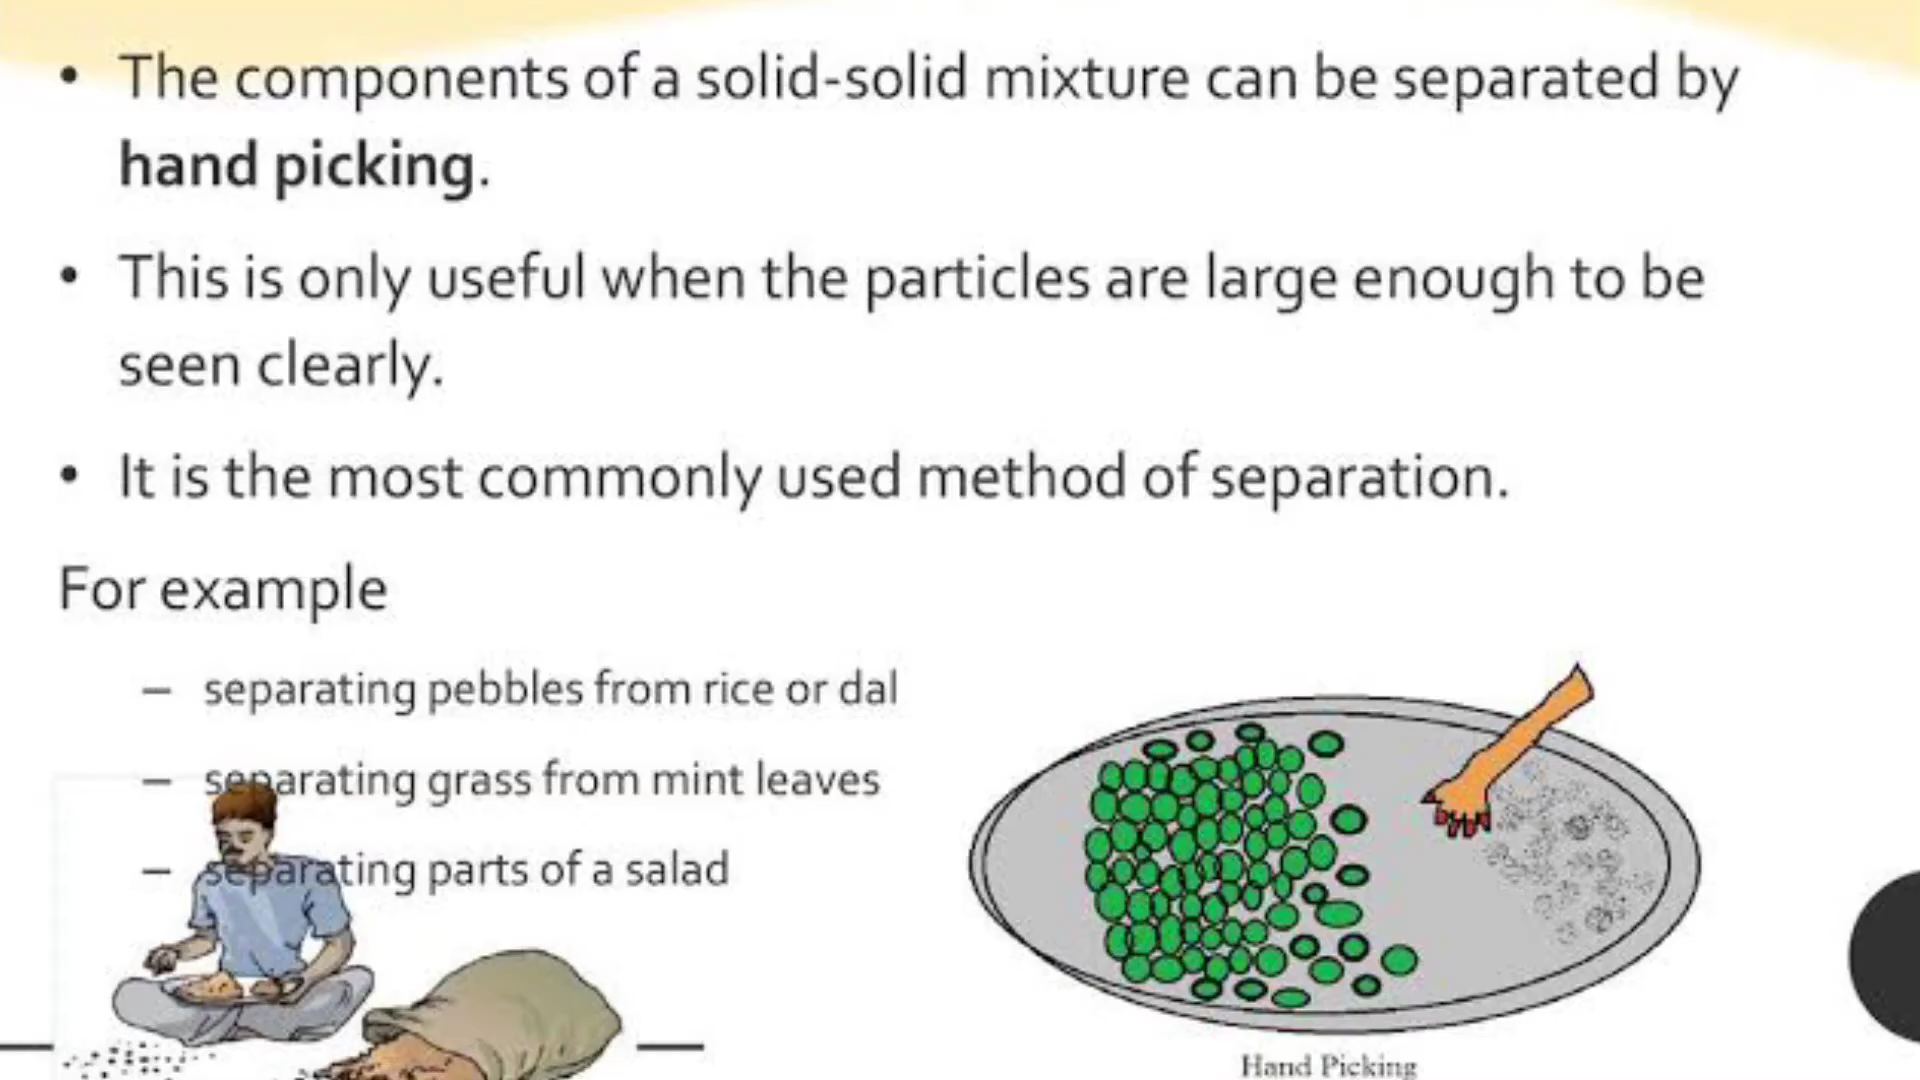 • The components of a solid-solid mixture can be separated by
hand picking.
• This is only useful when the particles are large enough to be
seen clearly.
• It is the most commonly used method of separation.
For example
– separating pebbles from rice or dal
– separating grass from mint leaves
– separating parts of a salad
Hand Picking